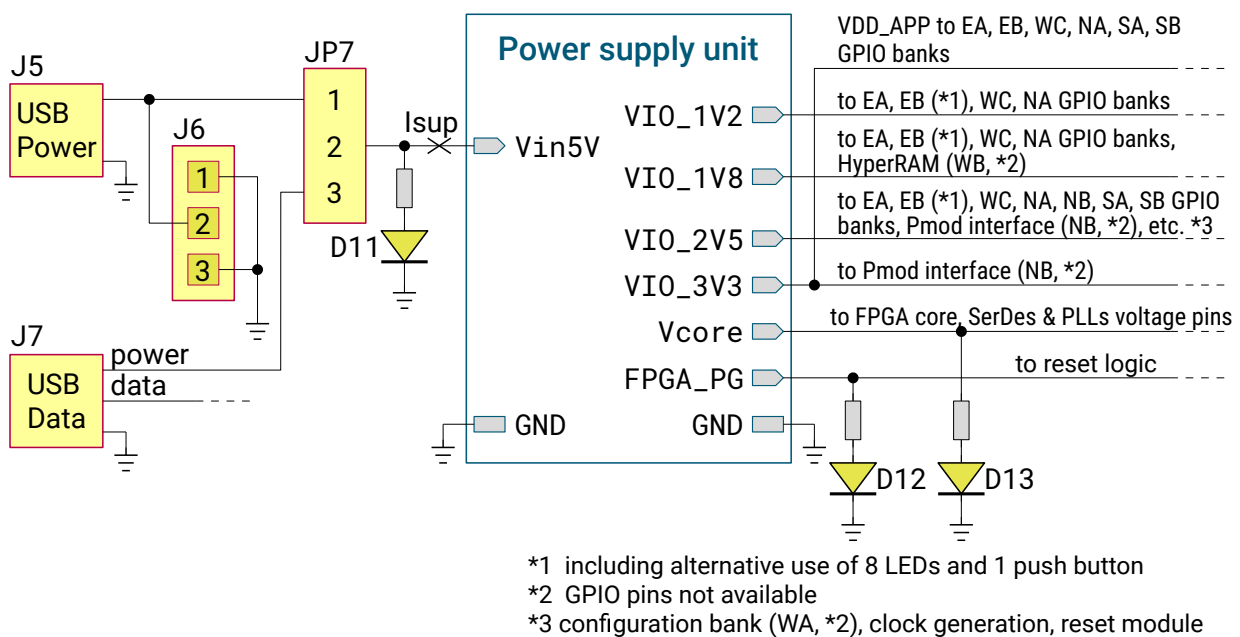 J5
USB
Power
J6
1
2
3
J7
USB
Data
power
data
JP7
1
2
3
Isup
D11
Power supply unit
Vin5V
GND
VIO_1V2
VIO_1V8
VIO_2V5
VIO_3V3
Vcore
FPGA_PG
GND
VDD_APP to EA, EB, WC, NA, SA, SB
GPIO banks
to EA, EB (*1), WC, NA GPIO banks
to EA, EB (*1), WC, NA GPIO banks,
HyperRAM (WB, *2)
to EA, EB (*1), WC, NA, NB, SA, SB GPIO
banks, Pmod interface (NB, *2), etc. *3
to Pmod interface (NB, *2)
to FPGA core, SerDes & PLLs voltage pins
to reset logic
D12
D13
*1 including alternative use of 8 LEDs and 1 push button
*2 GPIO pins not available
*3 configuration bank (WA, *2), clock generation, reset module